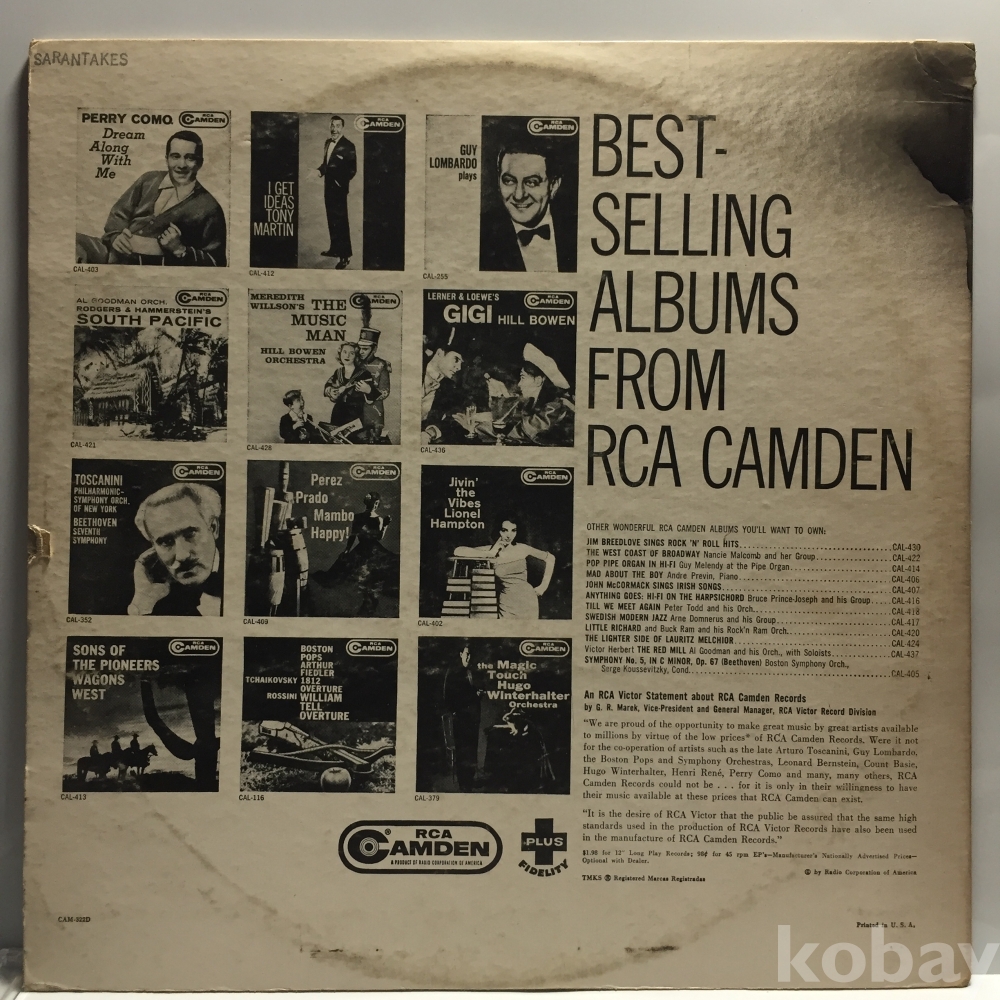 SARANTAKES
PERRY COMO
RCA CAMDEN
Dream
Along
With
Me
CAL-403
RCA CAMDEN
I GET
IDEAS
TONY
MARTIN
CAL-412
RCA CAMDEN
GUY
LOMBARDO
plays
CAL-255
AL GOODMAN ORCH.
RCA CAMDEN
RODGERS & HAMMERSTEIN'S
SOUTH PACIFIC
CAL-421
MEREDITH
WILLSON'S
THE
MUSIC
MAN
RCA CAMDEN
HILL BOWEN
ORCHESTRA
CAL-428
LERNER & LOEWE'S
RCA CAMDEN
GIGI HILL BOWEN
CAL-436
TOSCANINI
RCA CAMDEN
PHILHARMONIC-
SYMPHONY ORCH.
OF NEW YORK
BEETHOVEN
SEVENTH
SYMPHONY
CAL-352
RCA CAMDEN
Perez
Prado
Mambo
Happy!
CAL-409
RCA CAMDEN
Jivin'
the
Vibes
Lionel
Hampton
CAL-402
SONS OF
THE PIONEERS
WAGONS
WEST
RCA CAMDEN
CAL-413
BOSTON
POPS
ARTHUR
FIEDLER
RCA CAMDEN
TCHAIKOVSKY 1812
OVERTURE
ROSSINI WILLIAM
TELL
OVERTURE
CAL-116
RCA CAMDEN
the Magic
Touch
Hugo
Winterhalter
Orchestra
CAL-379
BEST-
SELLING
ALBUMS
FROM
RCA CAMDEN
OTHER WONDERFUL RCA CAMDEN ALBUMS YOU'LL WANT TO OWN:
JIM BREEDLOVE SINGS ROCK 'N' ROLL HITS CAL-430
THE WEST COAST OF BROADWAY Nancie Malcomb and her Group CAL-422
POP PIPE ORGAN IN HI-FI Guy Melendy at the Pipe Organ CAL-414
MAD ABOUT THE BOY Andre Previn, Piano CAL-406
JOHN McCORMACK SINGS IRISH SONGS CAL-407
ANYTHING GOES: HI-FI ON THE HARPSICHORD Bruce Prince-Joseph and his Group CAL-416
TILL WE MEET AGAIN Peter Todd and his Orch. CAL-418
SWEDISH MODERN JAZZ Arne Domnerus and his Group CAL-417
LITTLE RICHARD and Buck Ram and his Rock'n Ram Orch. CAL-420
THE LIGHTER SIDE OF LAURITZ MELCHIOR CAL-424
Victor Herbert THE RED MILL Al Goodman and his Orch., with Soloists CAL-437
SYMPHONY No. 5, IN C MINOR, Op. 67 (Beethoven) Boston Symphony Orch.,
Serge Koussevitzky, Cond. CAL-405
An RCA Victor Statement about RCA Camden Records
by G. R. Marek, Vice-President and General Manager, RCA Victor Record Division
"We are proud of the opportunity to make great music by great artists available
to millions by virtue of the low prices* of RCA Camden Records. Were it not
for the co-operation of artists such as the late Arturo Toscanini, Guy Lombardo,
the Boston Pops and Symphony Orchestras, Leonard Bernstein, Count Basie,
Hugo Winterhalter, Henri René, Perry Como and many, many others, RCA
Camden Records could not be . . . for it is only in their willingness to have
their music available at these prices that RCA Camden can exist.
"It is the desire of RCA Victor that the public be assured that the same high
standards used in the production of RCA Victor Records have also been used
in the manufacture of RCA Camden Records."
$1.98 for 12" Long Play Records; 98¢ for 45 rpm EP's—Manufacturer's Nationally Advertised Prices—
Optional with Dealer.
TMKS ® Registered Marcas Registradas
© by Radio Corporation of America
RCA
CAMDEN
A PRODUCT OF RADIO CORPORATION OF AMERICA
PLUS
FIDELITY
CAM-322D
Printed in U. S. A.
kobay